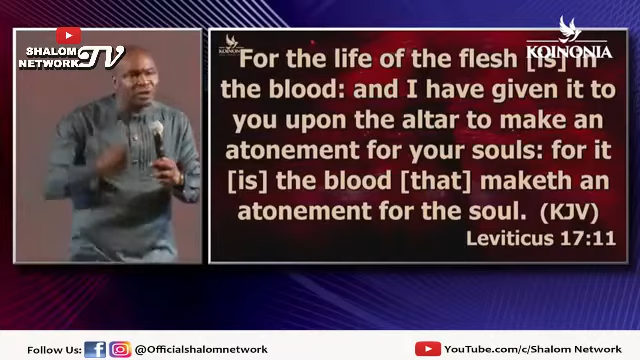 SHALOM
NETWORK TV
KOINONIA
For the life of the flesh [is] in
the blood: and I have given it to
you upon the altar to make an
atonement for your souls: for it
[is] the blood [that] maketh an
atonement for the soul. (KJV)
Leviticus 17:11
Follow Us: @Officialshalomnetwork
YouTube.com/c/Shalom Network